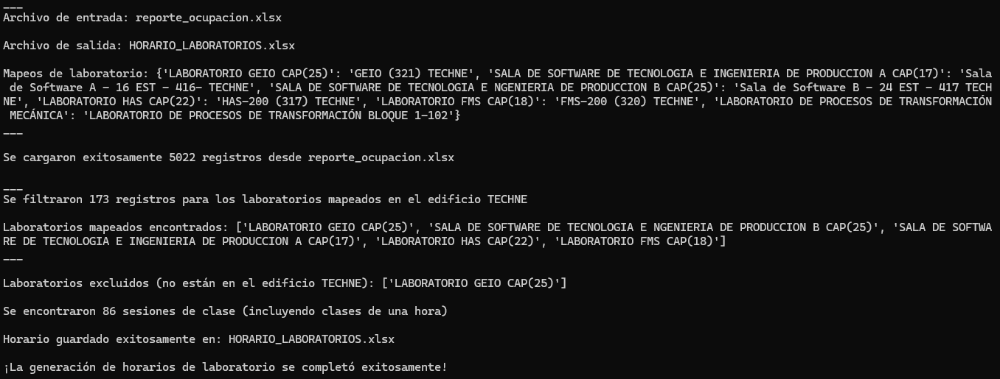 ___
Archivo de entrada: reporte_ocupacion.xlsx
Archivo de salida: HORARIO_LABORATORIOS.xlsx
Mapeos de laboratorio: {'LABORATORIO GEIO CAP(25)': 'GEIO (321) TECHNE', 'SALA DE SOFTWARE DE TECNOLOGIA E INGENIERIA DE PRODUCCION A CAP(17)': 'Sala
de Software A - 16 EST - 416- TECHNE', 'SALA DE SOFTWARE DE TECNOLOGIA E NGENIERIA DE PRODUCCION B CAP(25)': 'Sala de Software B - 24 EST - 417 TECH
NE', 'LABORATORIO HAS CAP(22)': 'HAS-200 (317) TECHNE', 'LABORATORIO FMS CAP(18)': 'FMS-200 (320) TECHNE', 'LABORATORIO DE PROCESOS DE TRANSFORMACIÓN
MECÁNICA': 'LABORATORIO DE PROCESOS DE TRANSFORMACIÓN BLOQUE 1-102'}
___
Se cargaron exitosamente 5022 registros desde reporte_ocupacion.xlsx
___
Se filtraron 173 registros para los laboratorios mapeados en el edificio TECHNE
Laboratorios mapeados encontrados: ['LABORATORIO GEIO CAP(25)', 'SALA DE SOFTWARE DE TECNOLOGIA E NGENIERIA DE PRODUCCION B CAP(25)', 'SALA DE SOFTWA
RE DE TECNOLOGIA E INGENIERIA DE PRODUCCION A CAP(17)', 'LABORATORIO HAS CAP(22)', 'LABORATORIO FMS CAP(18)']
___
Laboratorios excluidos (no están en el edificio TECHNE): ['LABORATORIO GEIO CAP(25)']
Se encontraron 86 sesiones de clase (incluyendo clases de una hora)
Horario guardado exitosamente en: HORARIO_LABORATORIOS.xlsx
¡La generación de horarios de laboratorio se completó exitosamente!